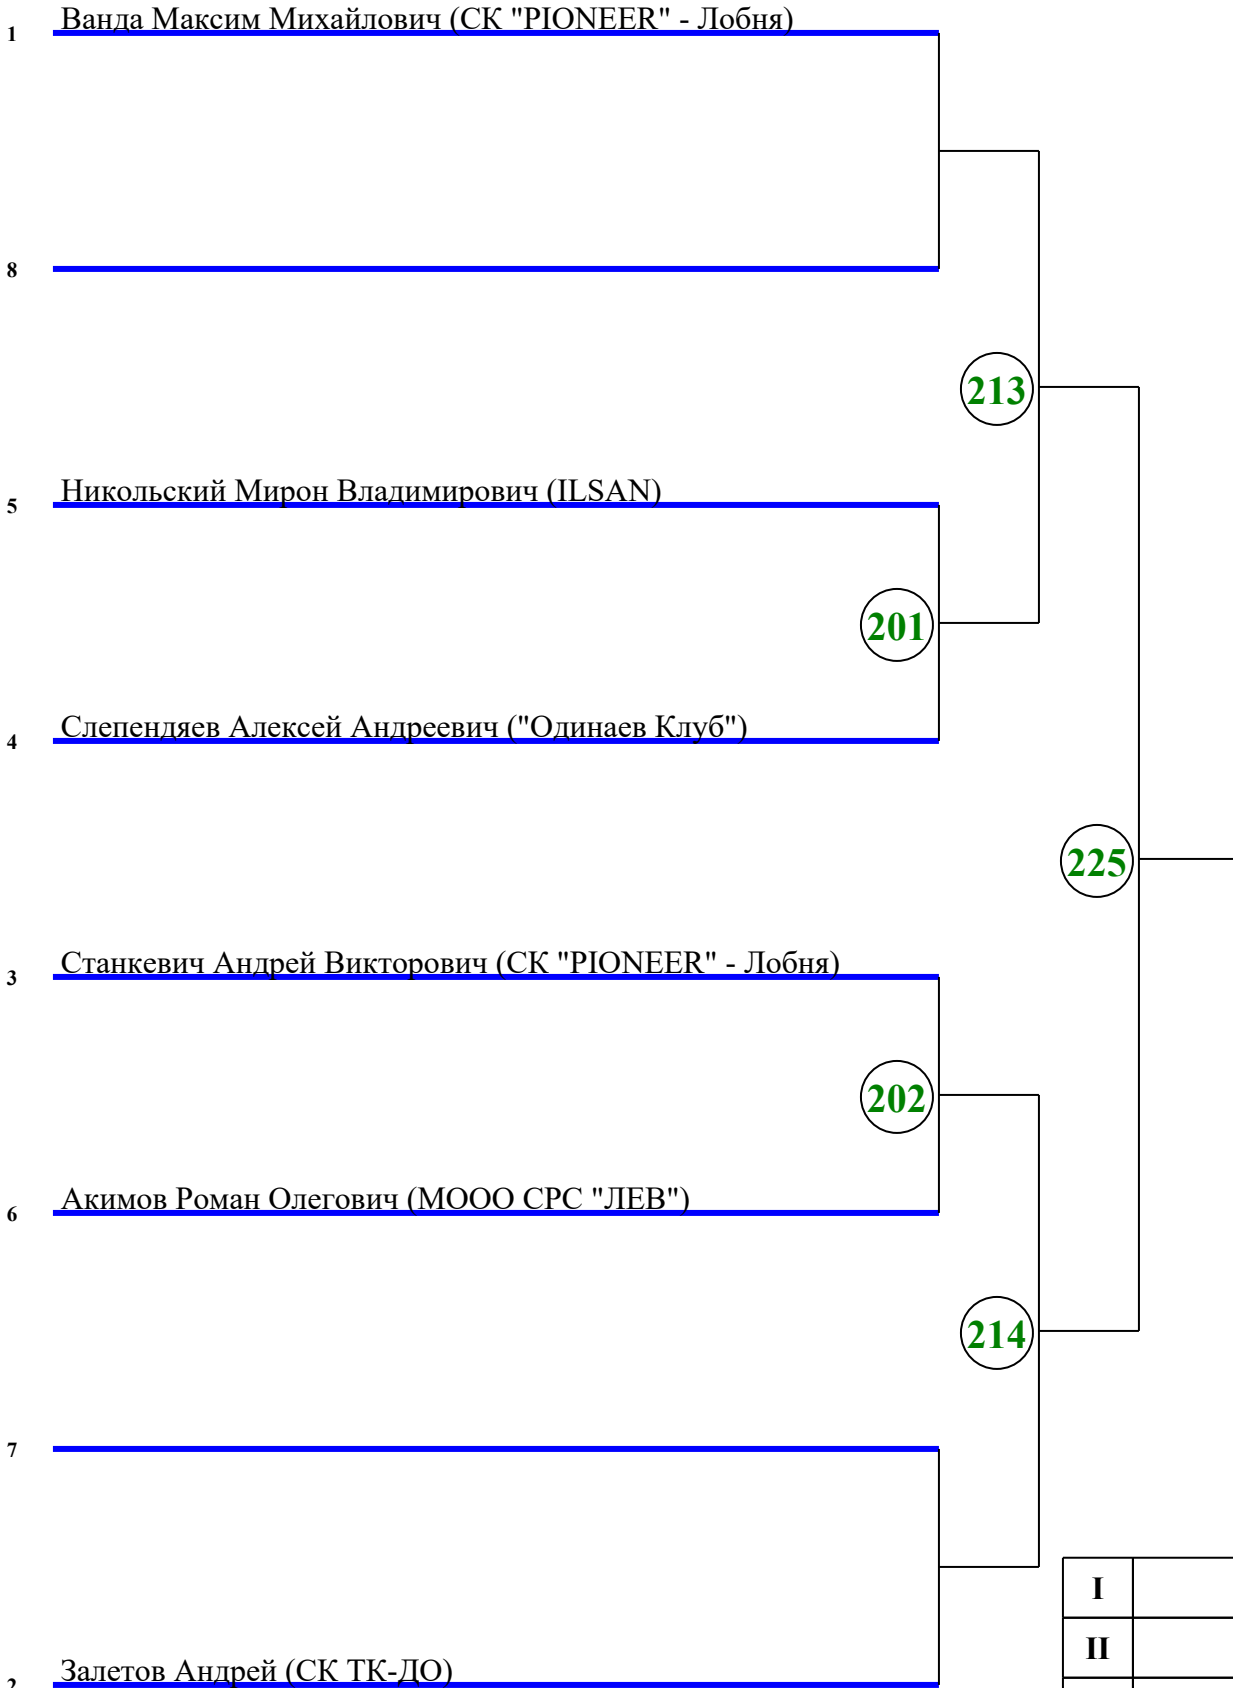 1 Ванда Максим Михайлович (СК "PIONEER" - Лобня)
8
213
5 Никольский Мирон Владимирович (ILSAN)
201
4 Слепендяев Алексей Андреевич ("Одинаев Клуб")
225
3 Станкевич Андрей Викторович (СК "PIONEER" - Лобня)
202
6 Акимов Роман Олегович (МООО СРС "ЛЕВ")
214
7
I
II
2 Залетов Андрей (СК ТК-ДО)